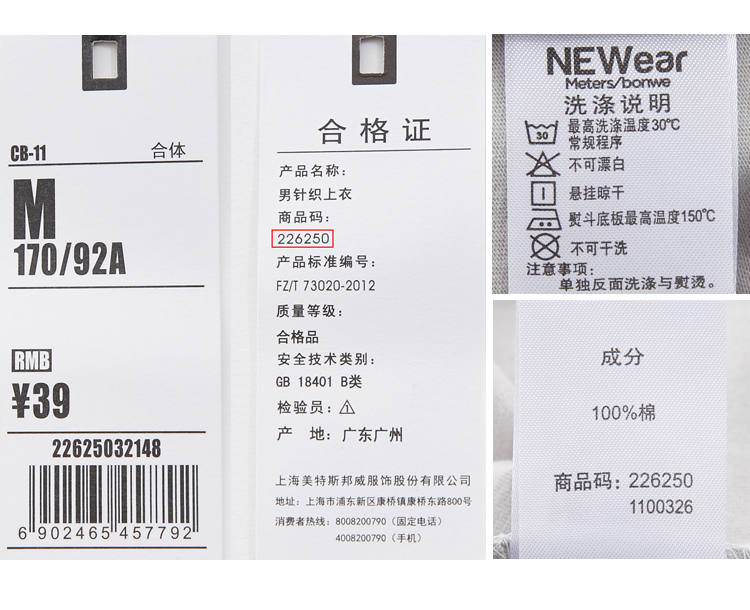 CB-11 合体
M
170/92A
RMB
¥39
22625032148
6 902465 457792
合格证
产品名称：
男针织上衣
商品码：
226250
产品标准编号：
FZ/T 73020-2012
质量等级：
合格品
安全技术类别：
GB 18401 B类
检验员：1
产 地：广东广州
上海美特斯邦威服饰股份有限公司
地址：上海市浦东新区康桥镇康桥东路800号
消费者热线：8008200790（固定电话）
4008200790（手机）
NEWear
Meters/bonwe
洗涤说明
30
最高洗涤温度30℃
常规程序
不可漂白
悬挂晾干
熨斗底板最高温度150℃
不可干洗
注意事项：
单独反面洗涤与熨烫。
成分
100%棉
商品码：226250
1100326